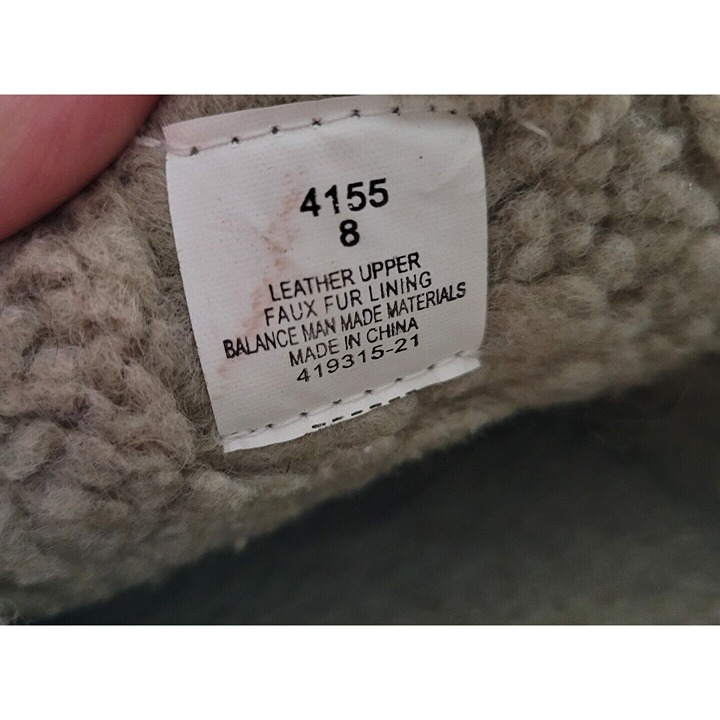 4155
8
LEATHER UPPER
FAUX FUR LINING
BALANCE MAN MADE MATERIALS
MADE IN CHINA
419315-21